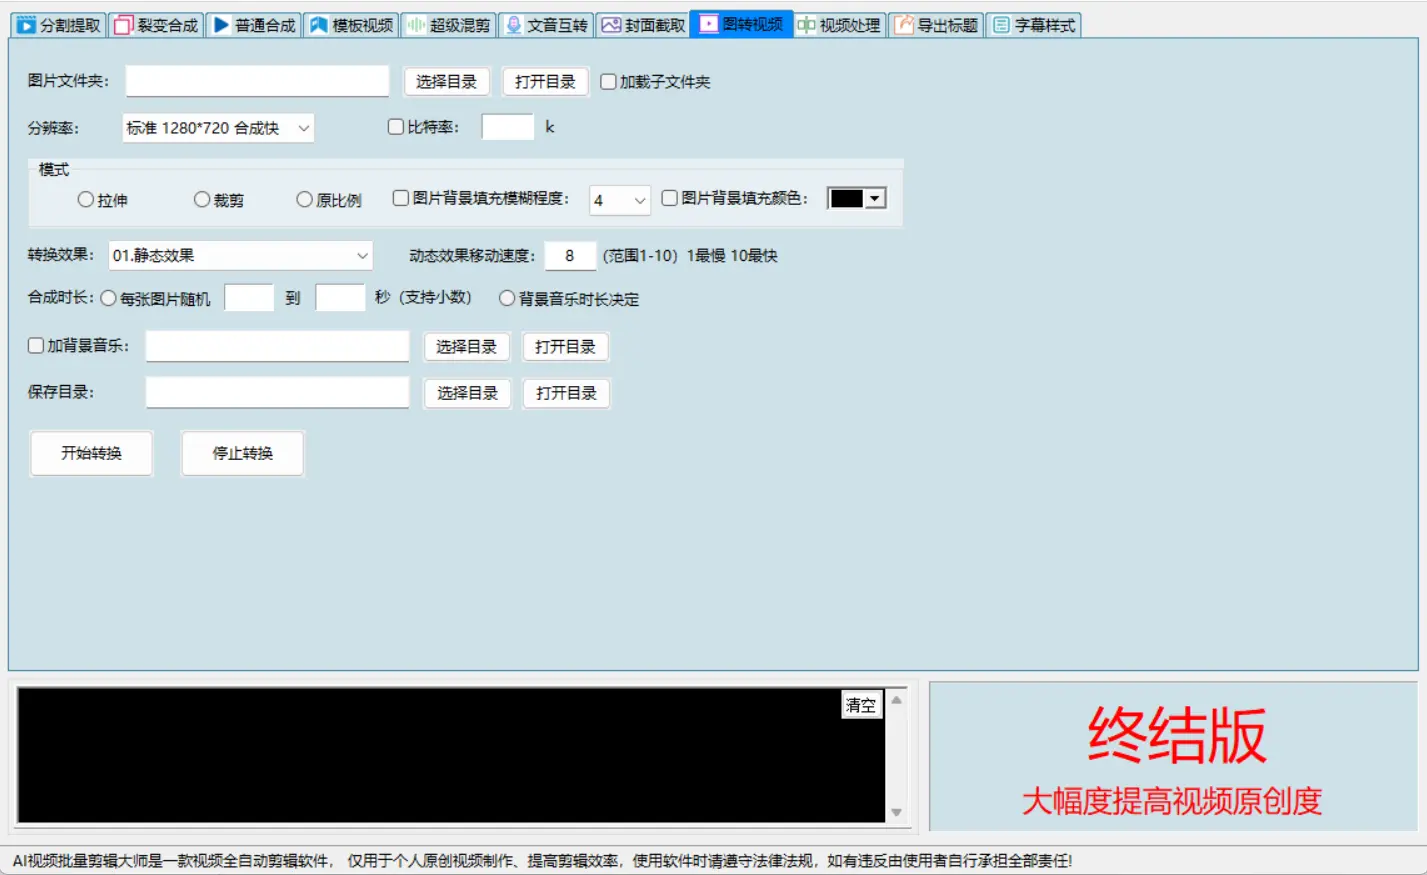 分割提取 裂变合成 普通合成 模板视频 超级混剪 文音互转 封面截取 图转视频 视频处理 导出标题 字幕样式
图片文件夹： 选择目录 打开目录 加载子文件夹
分辨率： 标准 1280*720 合成快 比特率： k
模式
拉伸 裁剪 原比例 图片背景填充模糊程度： 4 图片背景填充颜色：
转换效果： 01.静态效果 动态效果移动速度： 8 (范围1-10) 1最慢 10最快
合成时长： 每张图片随机 到 秒 (支持小数) 背景音乐时长决定
加背景音乐： 选择目录 打开目录
保存目录： 选择目录 打开目录
开始转换 停止转换
清空
终结版
大幅度提高视频原创度
AI视频批量剪辑大师是一款视频全自动剪辑软件， 仅用于个人原创视频制作、提高剪辑效率，使用软件时请遵守法律法规，如有违反由使用者自行承担全部责任!